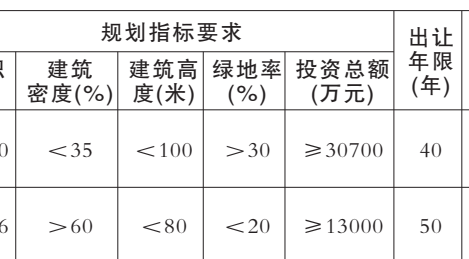 规划指标要求
出让
年限
(年)
建筑
密度(%)
建筑高
度(米)
绿地率
(%)
投资总额
(万元)
0 <35 <100 >30 ≥30700 40
6 >60 <80 <20 ≥13000 50